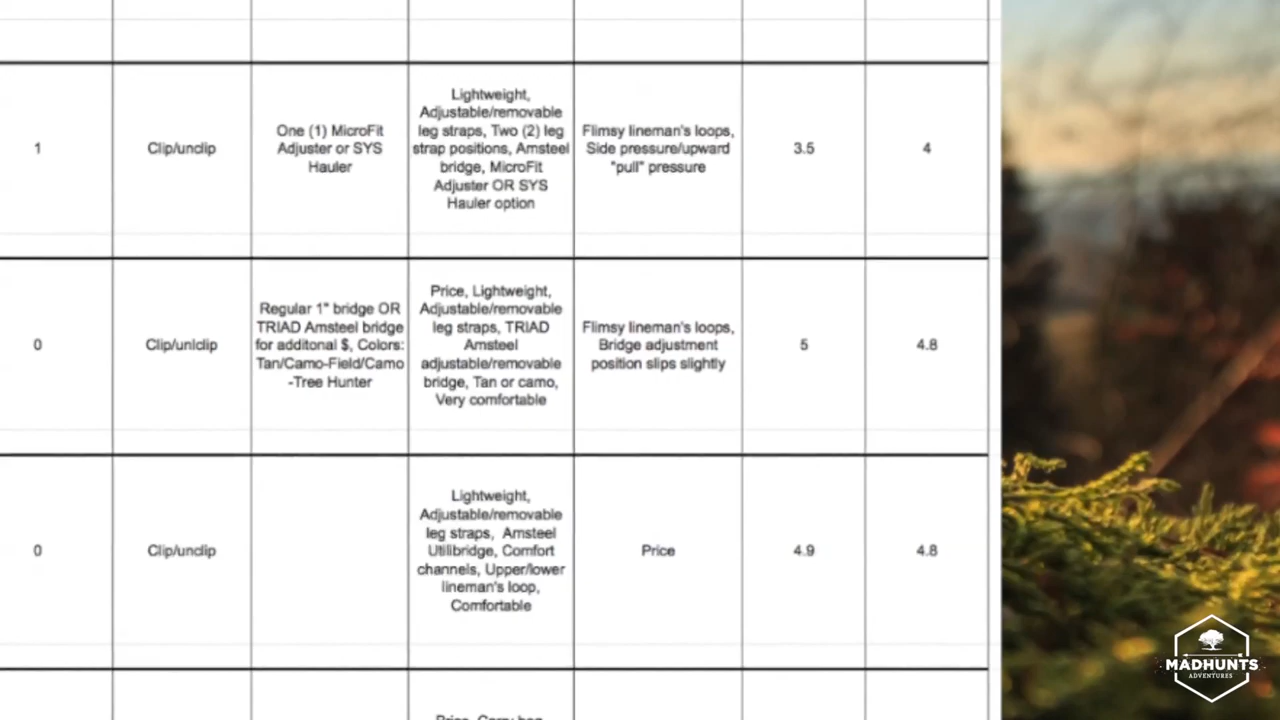 1
Clip/unclip
One (1) MicroFit
Adjuster or SYS
Hauler
Lightweight,
Adjustable/removable
leg straps, Two (2) leg
strap positions, Amsteel
bridge, MicroFit
Adjuster OR SYS
Hauler option
Flimsy lineman's loops,
Side pressure/upward
"pull" pressure
3.5
4
0
Clip/unlclip
Regular 1" bridge OR
TRIAD Amsteel bridge
for additonal $, Colors:
Tan/Camo-Field/Camo
-Tree Hunter
Price, Lightweight,
Adjustable/removable
leg straps, TRIAD
Amsteel
adjustable/removable
bridge, Tan or camo,
Very comfortable
Flimsy lineman's loops,
Bridge adjustment
position slips slightly
5
4.8
0
Clip/unclip
Lightweight,
Adjustable/removable
leg straps, Amsteel
Utilibridge, Comfort
channels, Upper/lower
lineman's loop,
Comfortable
Price
4.9
4.8
Price, Carry bag,
MADHUNTS
ADVENTURES